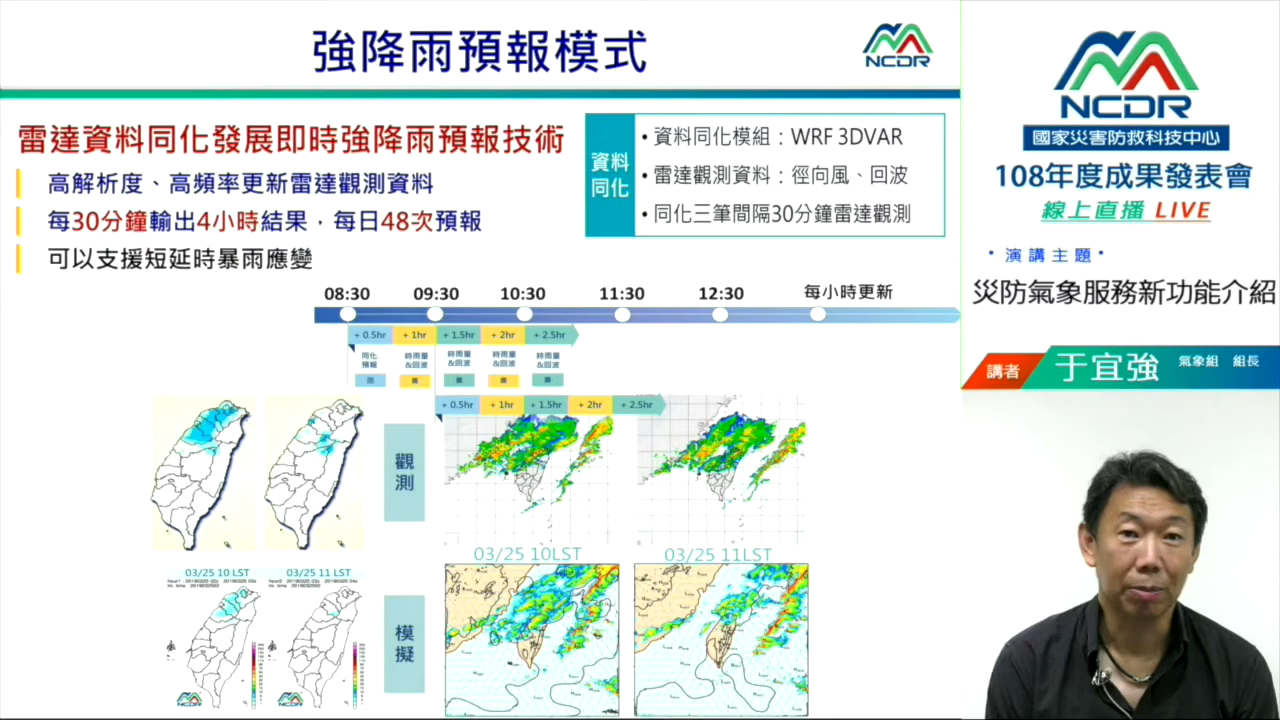 強降雨預報模式
NCDR
雷達資料同化發展即時強降雨預報技術
高解析度、高頻率更新雷達觀測資料
每30分鐘輸出4小時結果，每日48次預報
可以支援短延時暴雨應變
資料
同化
• 資料同化模組：WRF 3DVAR
• 雷達觀測資料：徑向風、回波
• 同化三筆間隔30分鐘雷達觀測
08:30 09:30 10:30 11:30 12:30 每小時更新
+ 0.5hr + 1hr + 1.5hr + 2hr + 2.5hr
同化 時雨量 時雨量 時雨量 時雨量
預報 &回波 &回波 &回波 &回波
+ 0.5hr + 1hr + 1.5hr + 2hr + 2.5hr
觀
測
03/25 10LST 03/25 11LST
03/25 10 LST 03/25 11 LST
模
擬
NCDR NCDR
NCDR
國家災害防救科技中心
108年度成果發表會
線上直播 LIVE
• 演講主題 •
災防氣象服務新功能介紹
講者 于宜強 氣象組 組長